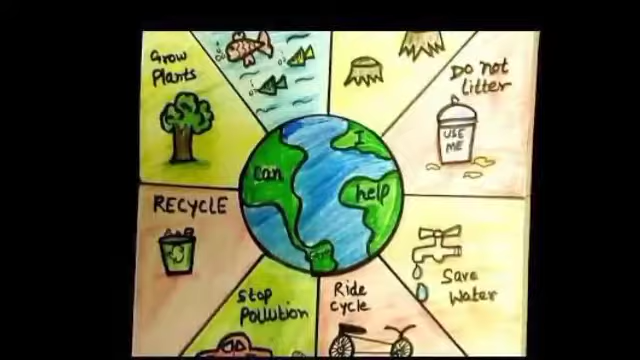 Grow
Plants
Do not
litter
USE
ME
I
can
help
RECYCLE
Save
Water
Stop
Pollution
Ride
cycle